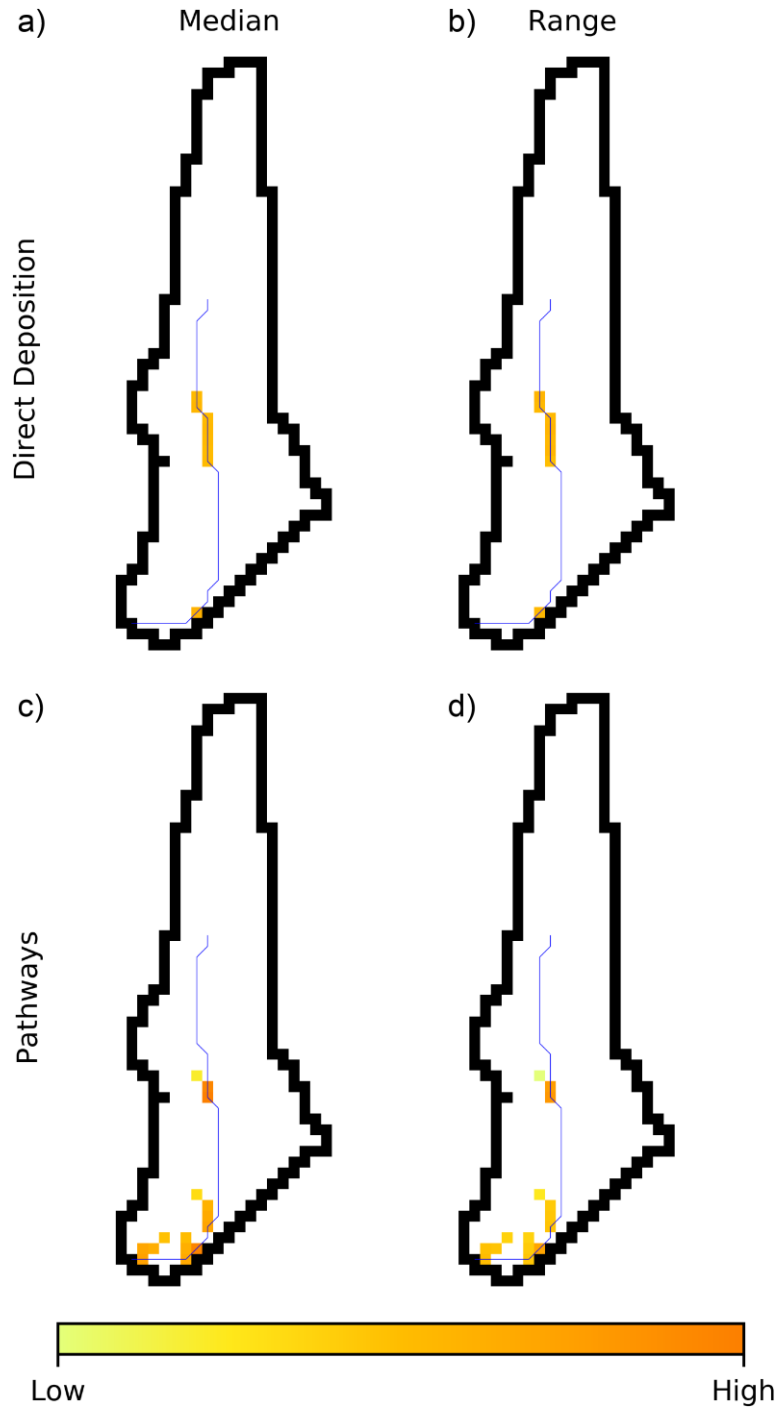 a) Median b) Range
Direct Deposition
c) d)
Pathways
Low High